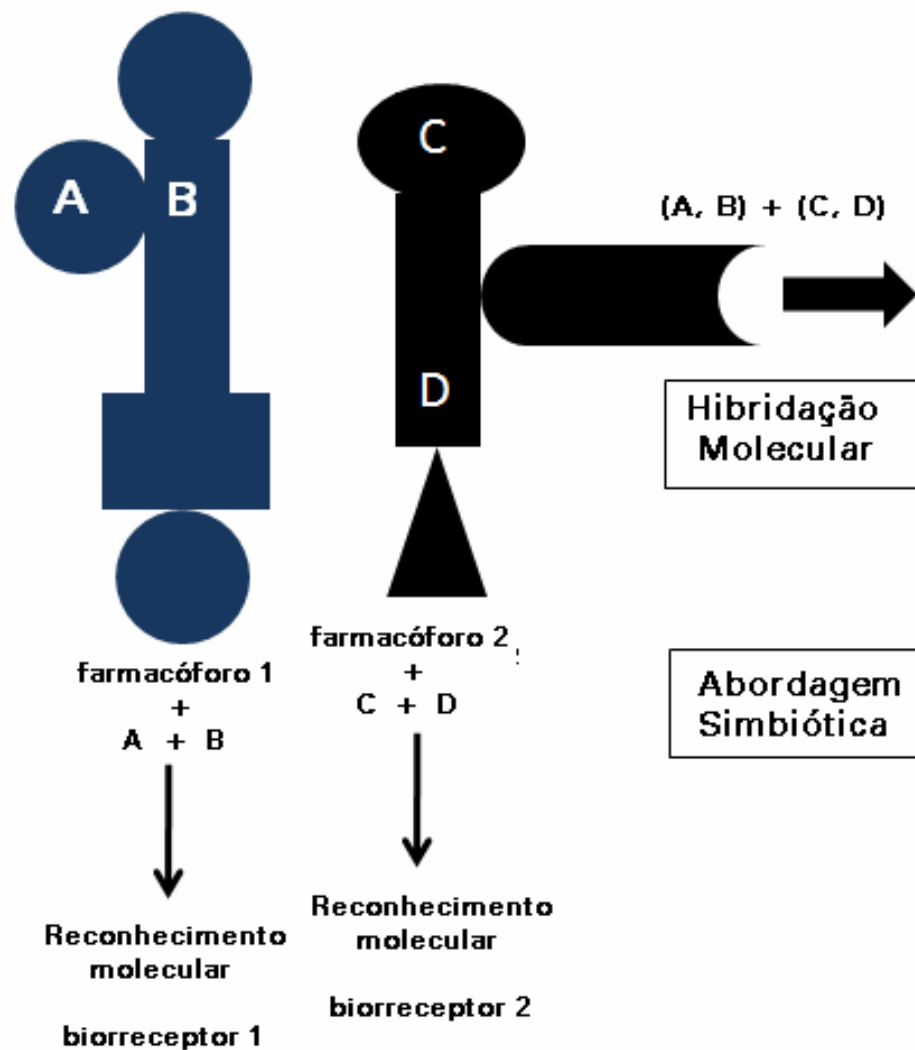 A
B
C
D
(A, B) + (C, D)
Hibridação
Molecular
farmacóforo 1
+
A + B
farmacóforo 2
+
C + D
Abordagem
Simbiótica
Reconhecimento
molecular
biorreceptor 1
Reconhecimento
molecular
biorreceptor 2